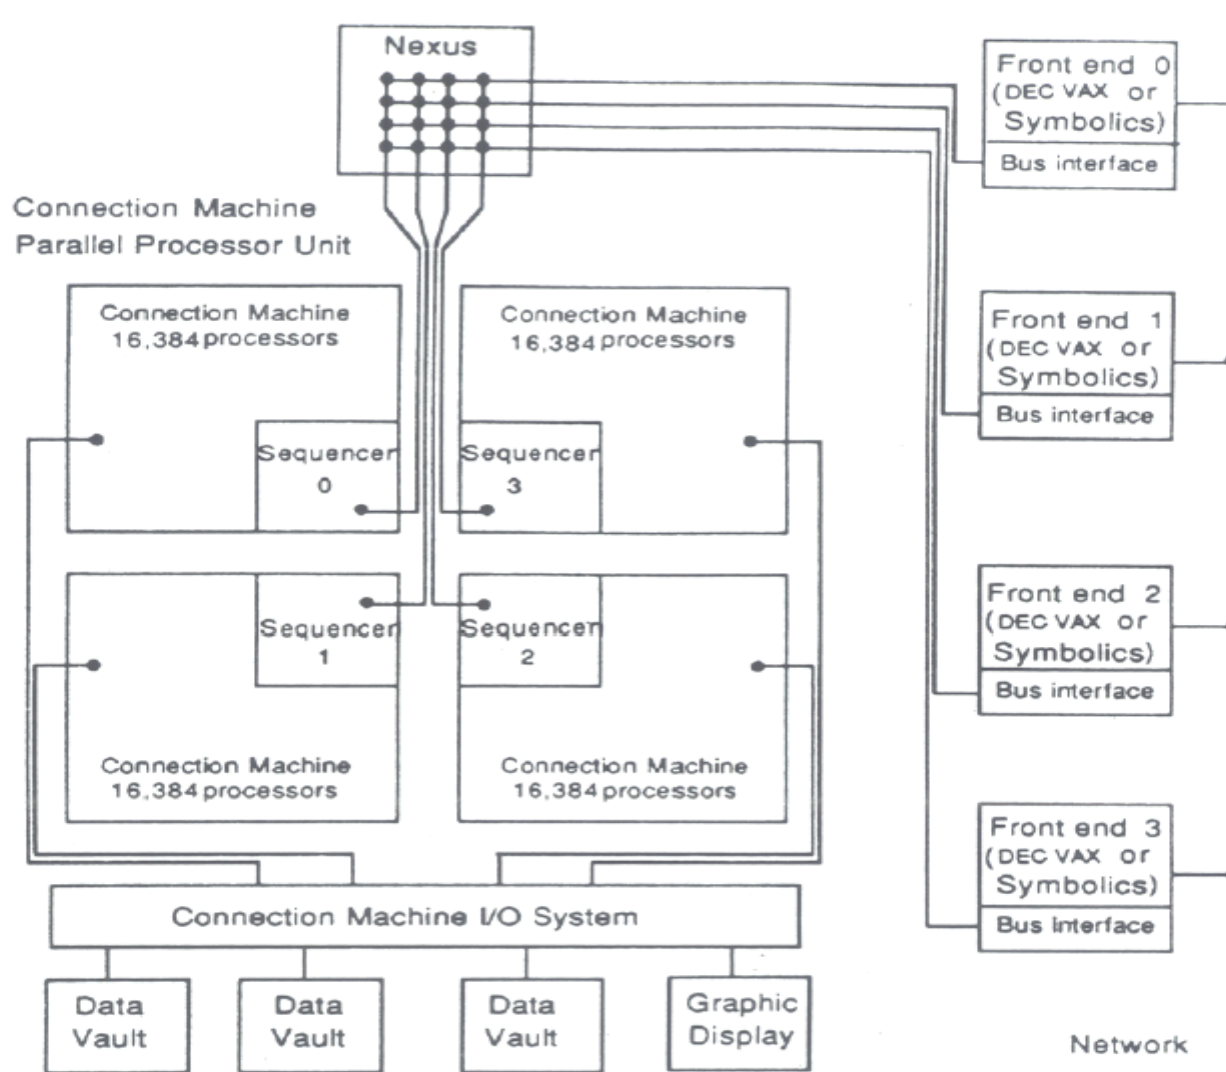 Nexus
Front end 0
(DEC VAX or
Symbolics)
Bus interface
Connection Machine
Parallel Processor Unit
Connection Machine
16,384 processors
Sequencer
0
Connection Machine
16,384 processors
Sequencer
3
Front end 1
(DEC VAX or
Symbolics)
Bus interface
Sequencer
1
Connection Machine
16,384 processors
Sequencer
2
Connection Machine
16,384 processors
Front end 2
(DEC VAX or
Symbolics)
Bus interface
Front end 3
(DEC VAX or
Symbolics)
Bus Interface
Connection Machine I/O System
Data
Vault
Data
Vault
Data
Vault
Graphic
Display
Network